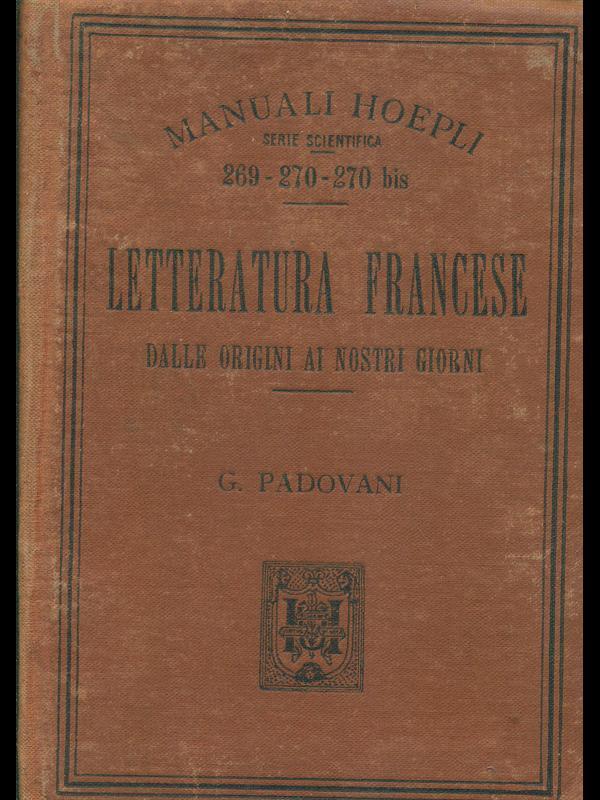 MANUALI HOEPLI
SERIE SCIENTIFICA
269-270-270 bis
LETTERATURA FRANCESE
DALLE ORIGINI AI NOSTRI GIORNI
G. PADOVANI